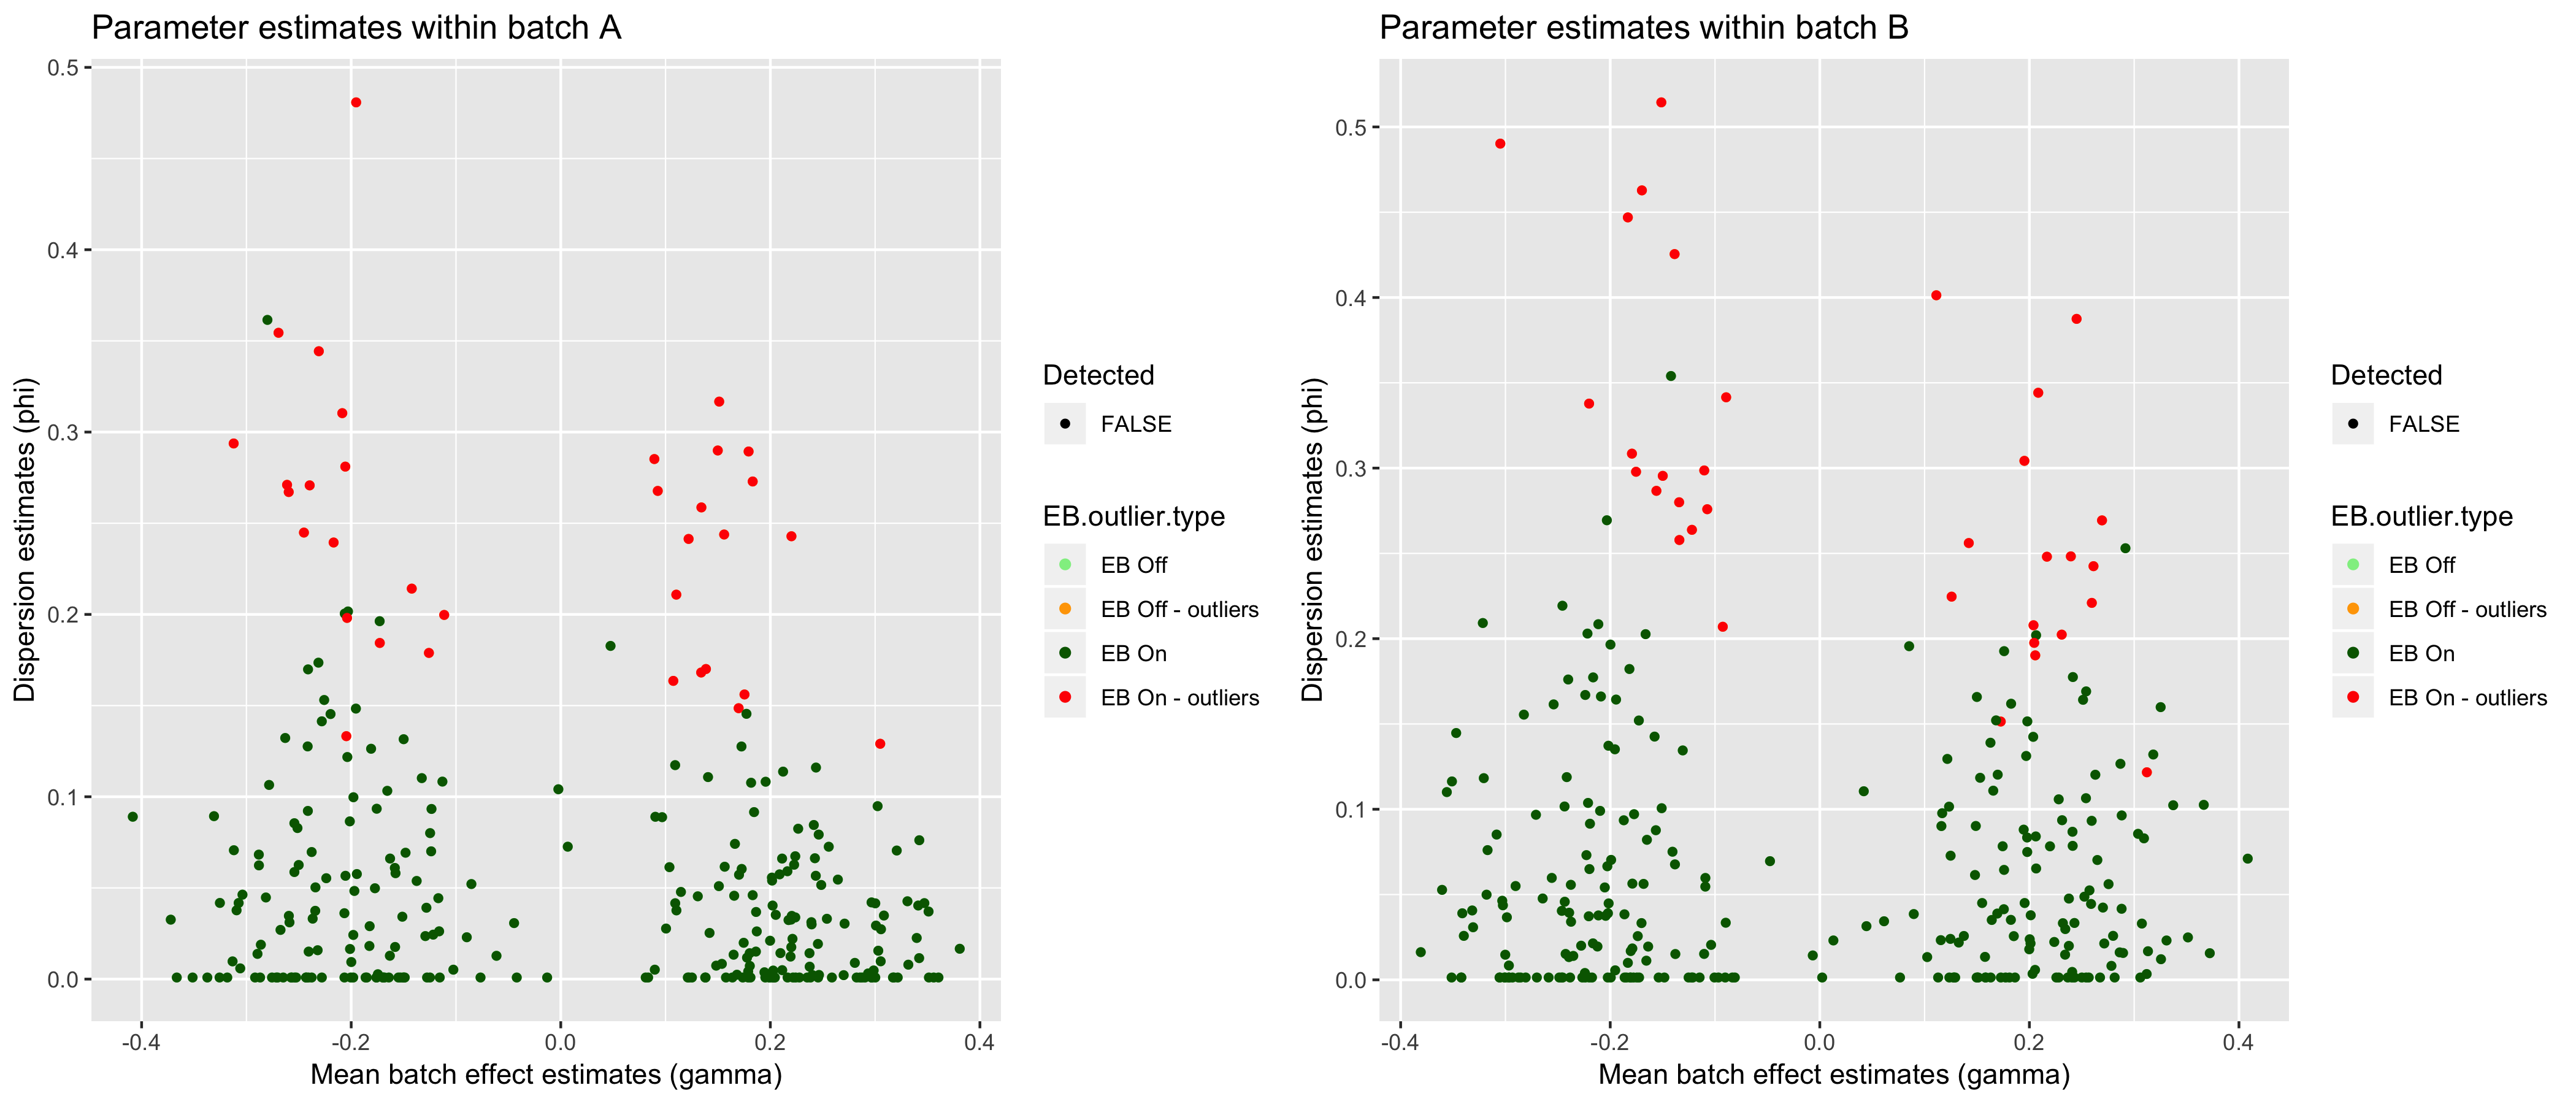 Parameter estimates within batch A
Dispersion estimates (phi)
0.5
0.4
0.3
0.2
0.1
0.0
-0.4
-0.2
0.0
0.2
0.4
Mean batch effect estimates (gamma)
Detected
FALSE
EB.outlier.type
EB Off
EB Off - outliers
EB On
EB On - outliers
Parameter estimates within batch B
Dispersion estimates (phi)
0.5
0.4
0.3
0.2
0.1
0.0
-0.4
-0.2
0.0
0.2
0.4
Mean batch effect estimates (gamma)
Detected
FALSE
EB.outlier.type
EB Off
EB Off - outliers
EB On
EB On - outliers